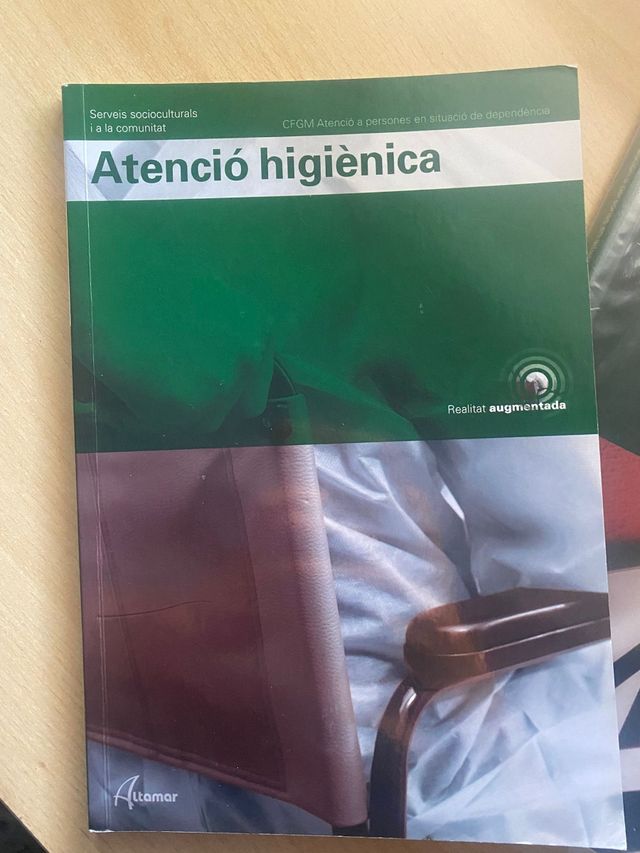 Serveis socioculturals
i a la comunitat
CFGM Atenció a persones en situació de dependència
Atenció higiènica
Realitat augmentada
Altamar